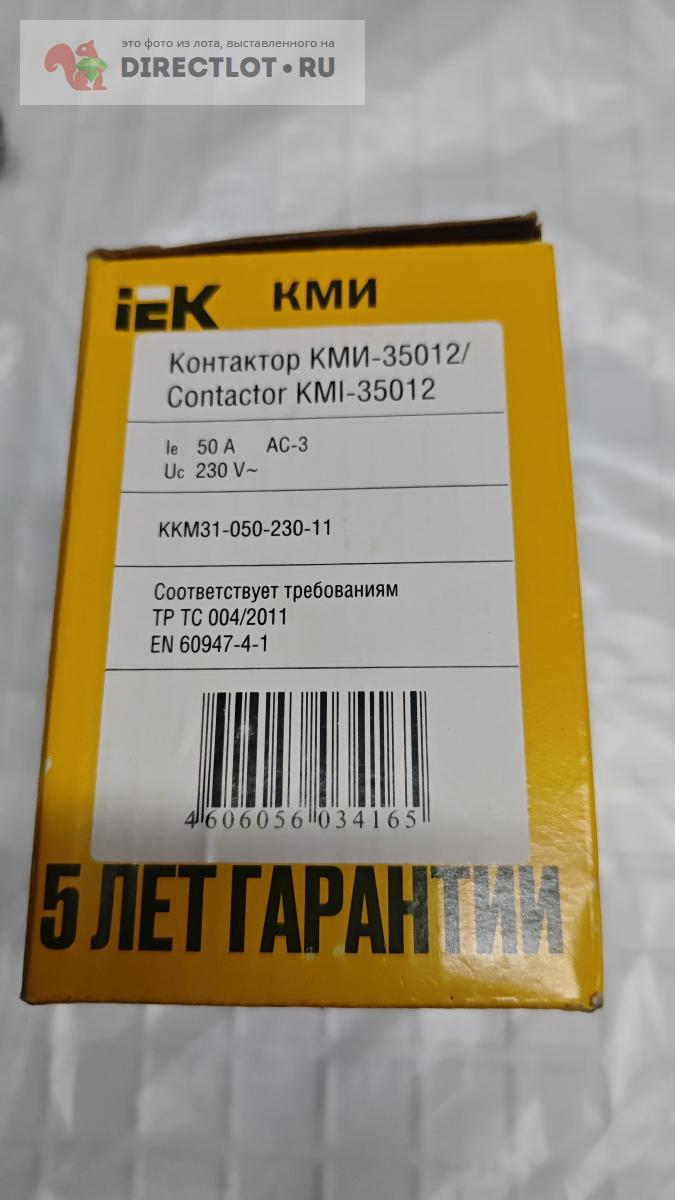 это фото из лота, выставленного на
DIRECTLOT.RU
iEK КМИ
Контактор КМИ-35012/
Contactor KMI-35012
Ie 50 A AC-3
Uc 230 V~
KKM31-050-230-11
Соответствует требованиям
ТР ТС 004/2011
EN 60947-4-1
4 606056 034165
5 ЛЕТ ГАРАНТИИ